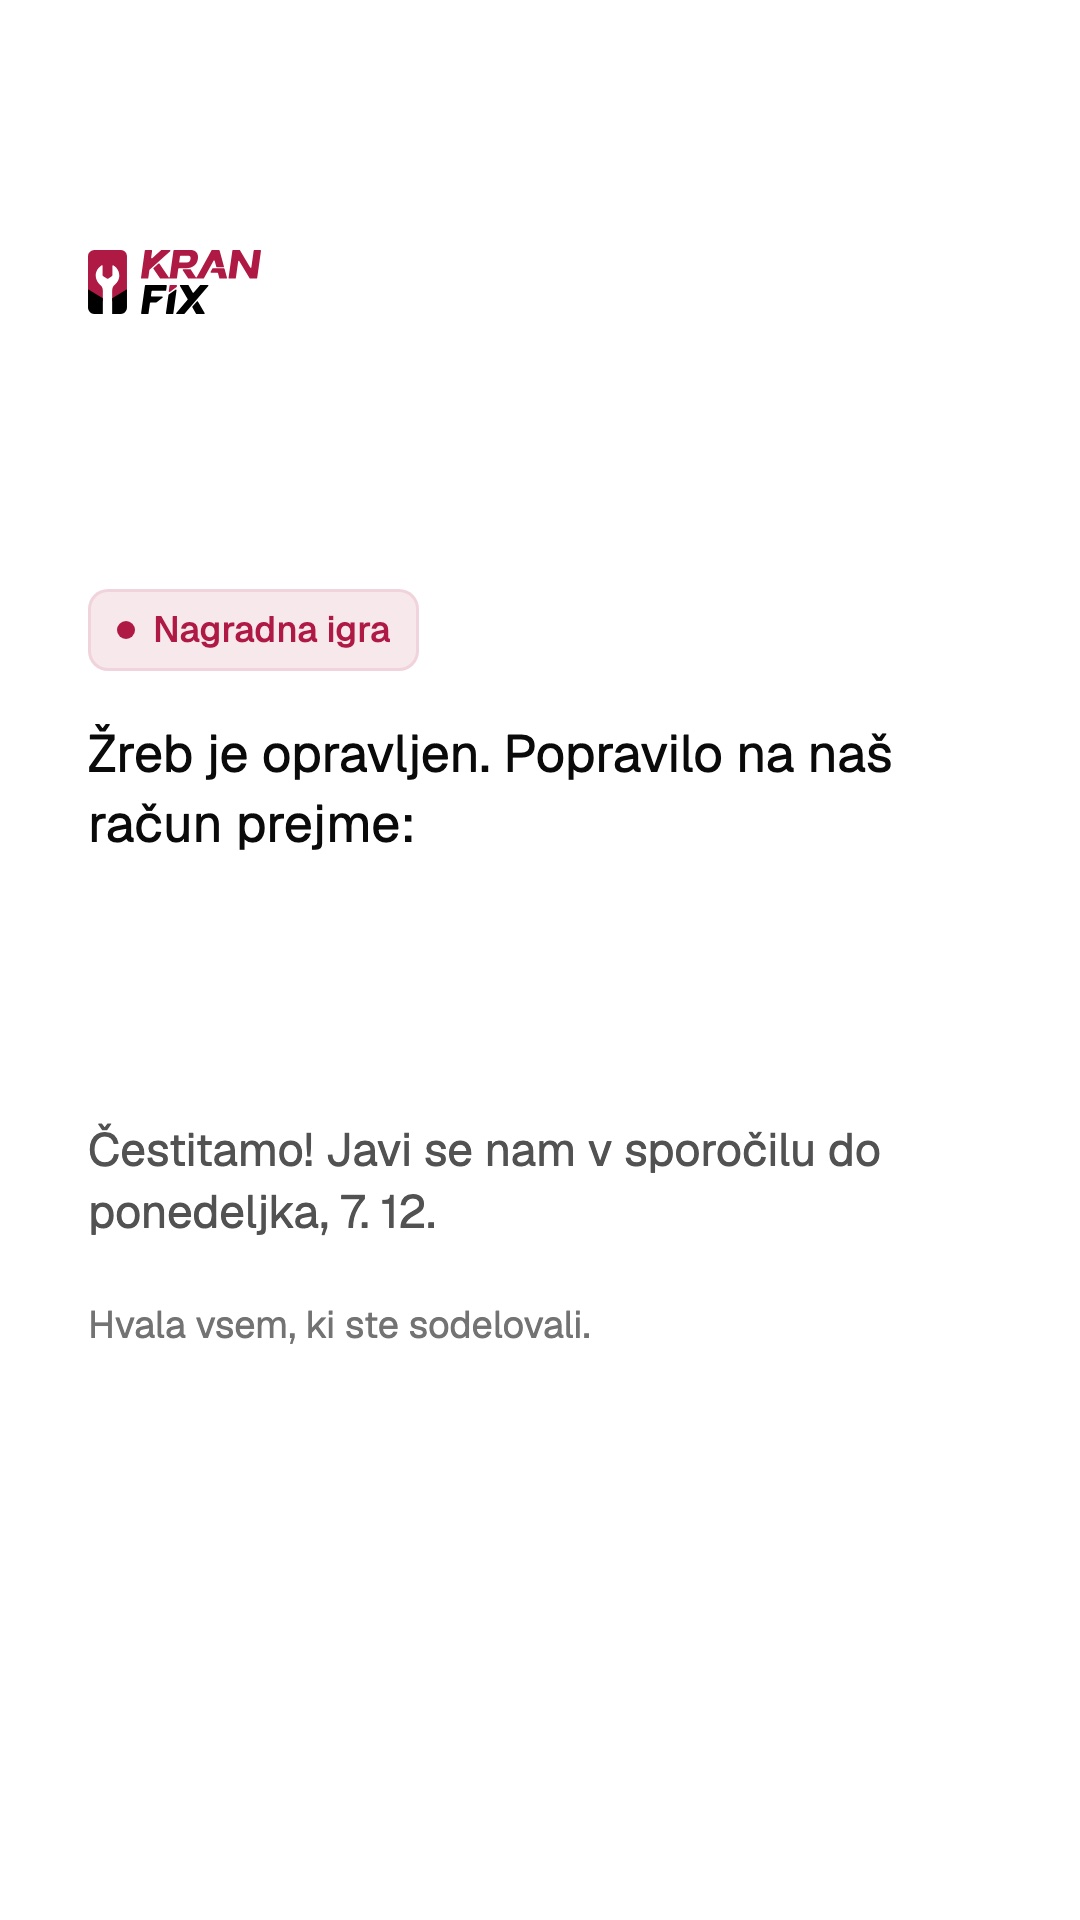 KRAN
FIX
Nagradna igra
Žreb je opravljen. Popravilo na naš
račun prejme:
Čestitamo! Javi se nam v sporočilu do
ponedeljka, 7. 12.
Hvala vsem, ki ste sodelovali.